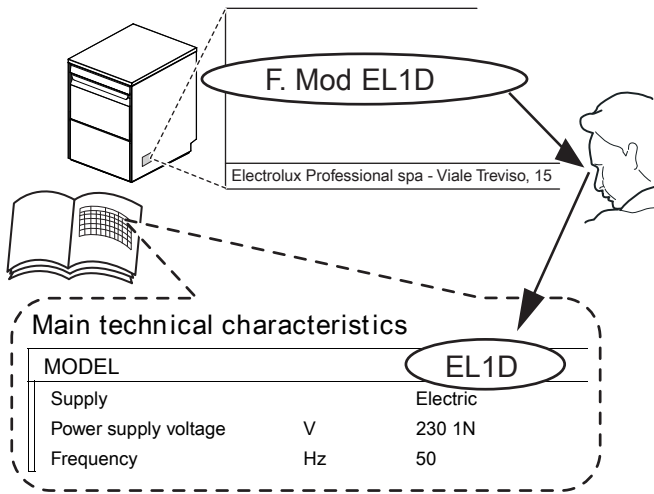 F. Mod EL1D
Electrolux Professional spa - Viale Treviso, 15
Main technical characteristics
MODEL EL1D
Supply Electric
Power supply voltage V 230 1N
Frequency Hz 50